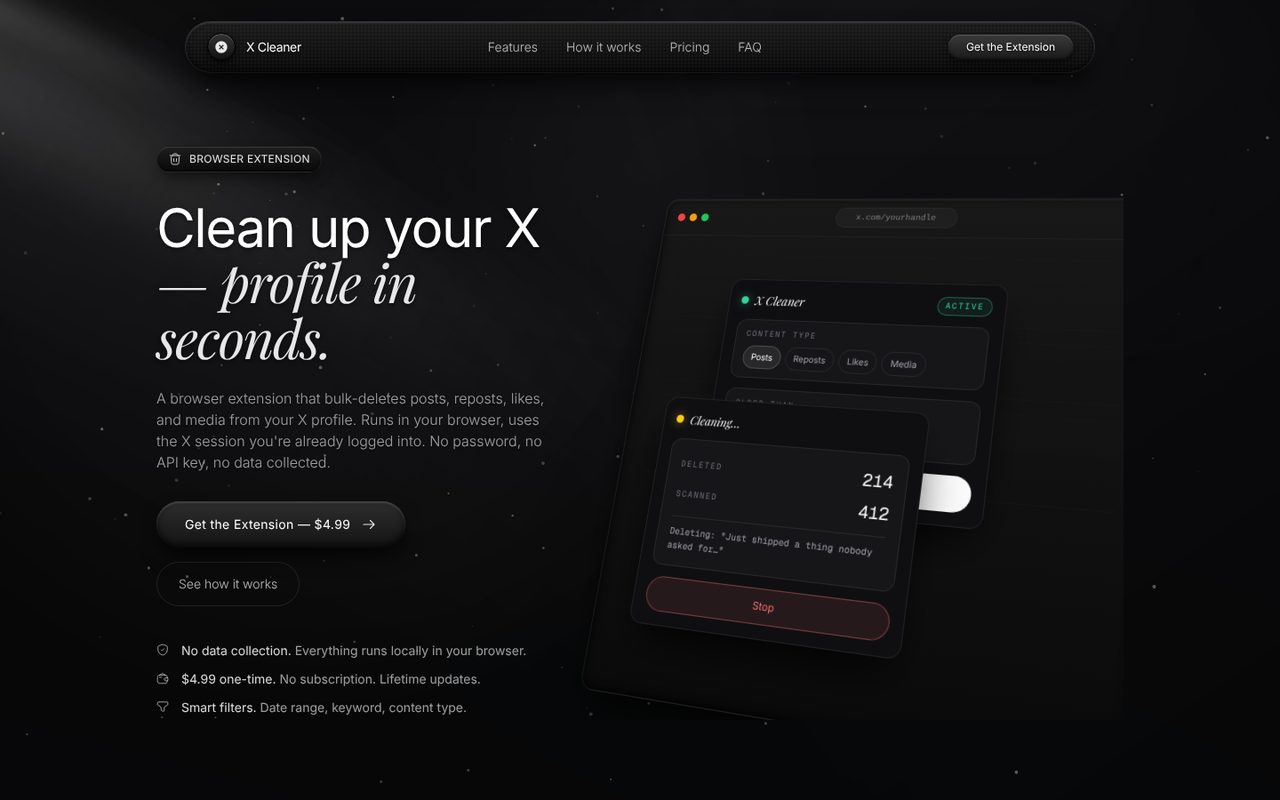 X Cleaner
Features
How it works
Pricing
FAQ
Get the Extension
BROWSER EXTENSION
Clean up your X
— profile in
seconds.
A browser extension that bulk-deletes posts, reposts, likes,
and media from your X profile. Runs in your browser, uses
the X session you're already logged into. No password, no
API key, no data collected.
Get the Extension — $4.99
See how it works
No data collection. Everything runs locally in your browser.
$4.99 one-time. No subscription. Lifetime updates.
Smart filters. Date range, keyword, content type.
x.com/yourhandle
X Cleaner
ACTIVE
CONTENT TYPE
Posts
Reposts
Likes
Media
Cleaning…
DELETED
214
SCANNED
412
Deleting: "Just shipped a thing nobody
asked for…"
Stop